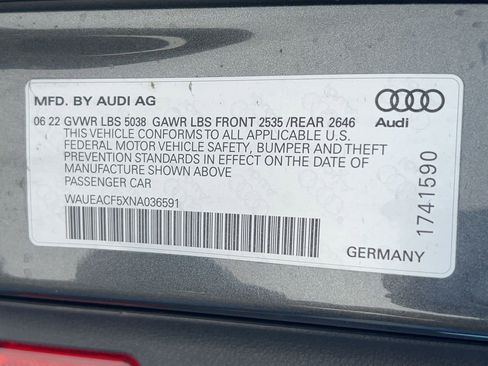 MFD. BY AUDI AG
06 22 GVWR LBS 5038 GAWR LBS FRONT 2535 /REAR 2646
THIS VEHICLE CONFORMS TO ALL APPLICABLE U.S.
FEDERAL MOTOR VEHICLE SAFETY, BUMPER AND THEFT
PREVENTION STANDARDS IN EFFECT ON THE DATE OF
MANUFACTURE SHOWN ABOVE
PASSENGER CAR
WAUEACF5XNA036591
GERMANY
Audi
1741590